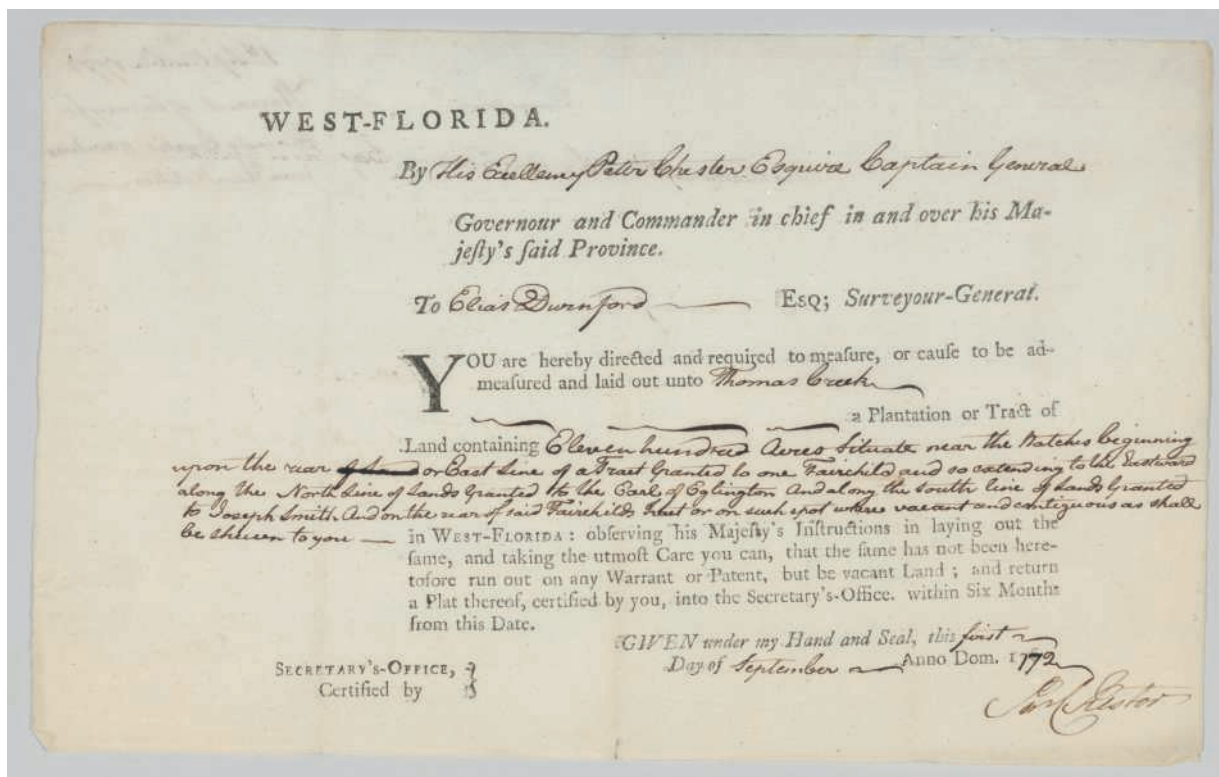 WEST-FLORIDA.
By His Excellency Peter Chester Esquire Captain General
Governour and Commander in chief in and over his Ma-
jeſty's ſaid Province.
To Elias Durnford ESQ; Surveyour-General.
YOU are hereby directed and required to meaſure, or cauſe to be ad-
meaſured and laid out unto Thomas Creek
a Plantation or Tract of
Land containing Eleven hundred Acres Situate near the Natches beginning
upon the rear or East Line of a Tract Granted to one Fairchild and so extending to the Eastward
along the North Line of Lands Granted to the Earl of Eglington And along the South line of Lands Granted
to Joseph Smith And on the rear of said Fairchilds Tract or on such spot where vacant and contiguous as shall
be shewn to you — in WEST-FLORIDA: obſerving his Majeſty's Inſtructions in laying out the
ſame, and taking the utmoſt Care you can, that the ſame has not been here-
tofore run out on any Warrant or Patent, but be vacant Land; and return
a Plat thereof, certified by you, into the Secretary's-Office. within Six Months
from this Date.
GIVEN under my Hand and Seal, this first
Day of September Anno Dom. 1772
SECRETARY's-OFFICE, }
Certified by }
Pet Chester